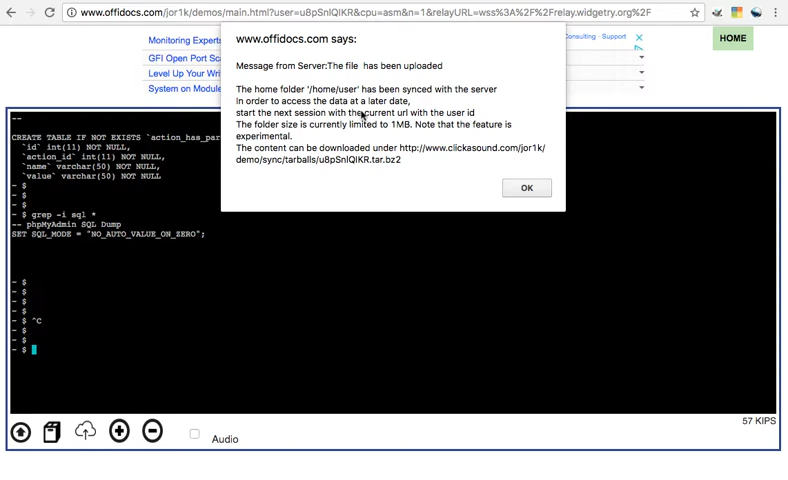 www.offidocs.com/jor1k/demos/main.html?user=u8pSnlQIKR&cpu=asm&n=1&relayURL=wss%3A%2F%2Frelay.widgetry.org%2F
Monitoring Experts
GFI Open Port Sca
Level Up Your Writ
System on Module
Consulting - Support
HOME
www.offidocs.com says:
Message from Server:The file has been uploaded
The home folder '/home/user' has been synced with the server
In order to access the data at a later date,
start the next session with the current url with the user id
The folder size is currently limited to 1MB. Note that the feature is
experimental.
The content can be downloaded under http://www.clickasound.com/jor1k/
demo/sync/tarballs/u8pSnlQIKR.tar.bz2
OK
--
CREATE TABLE IF NOT EXISTS `action_has_par
`id` int(11) NOT NULL,
`action_id` int(11) NOT NULL,
`name` varchar(50) NOT NULL,
`value` varchar(50) NOT NULL
~ $
~ $
~ $
~ $ grep -i sql *
-- phpMyAdmin SQL Dump
SET SQL_MODE = "NO_AUTO_VALUE_ON_ZERO";
~ $
~ $
~ $
~ $
~ $ ^C
~ $
~ $
~ $
57 KIPS
Audio